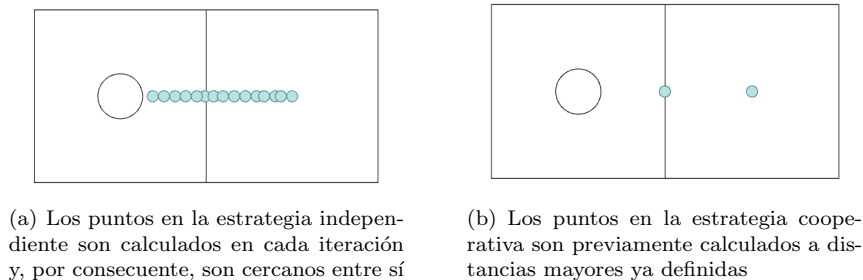 (a) Los puntos en la estrategia indepen-
diente son calculados en cada iteración
y, por consecuente, son cercanos entre sí
(b) Los puntos en la estrategia coope-
rativa son previamente calculados a dis-
tancias mayores ya definidas